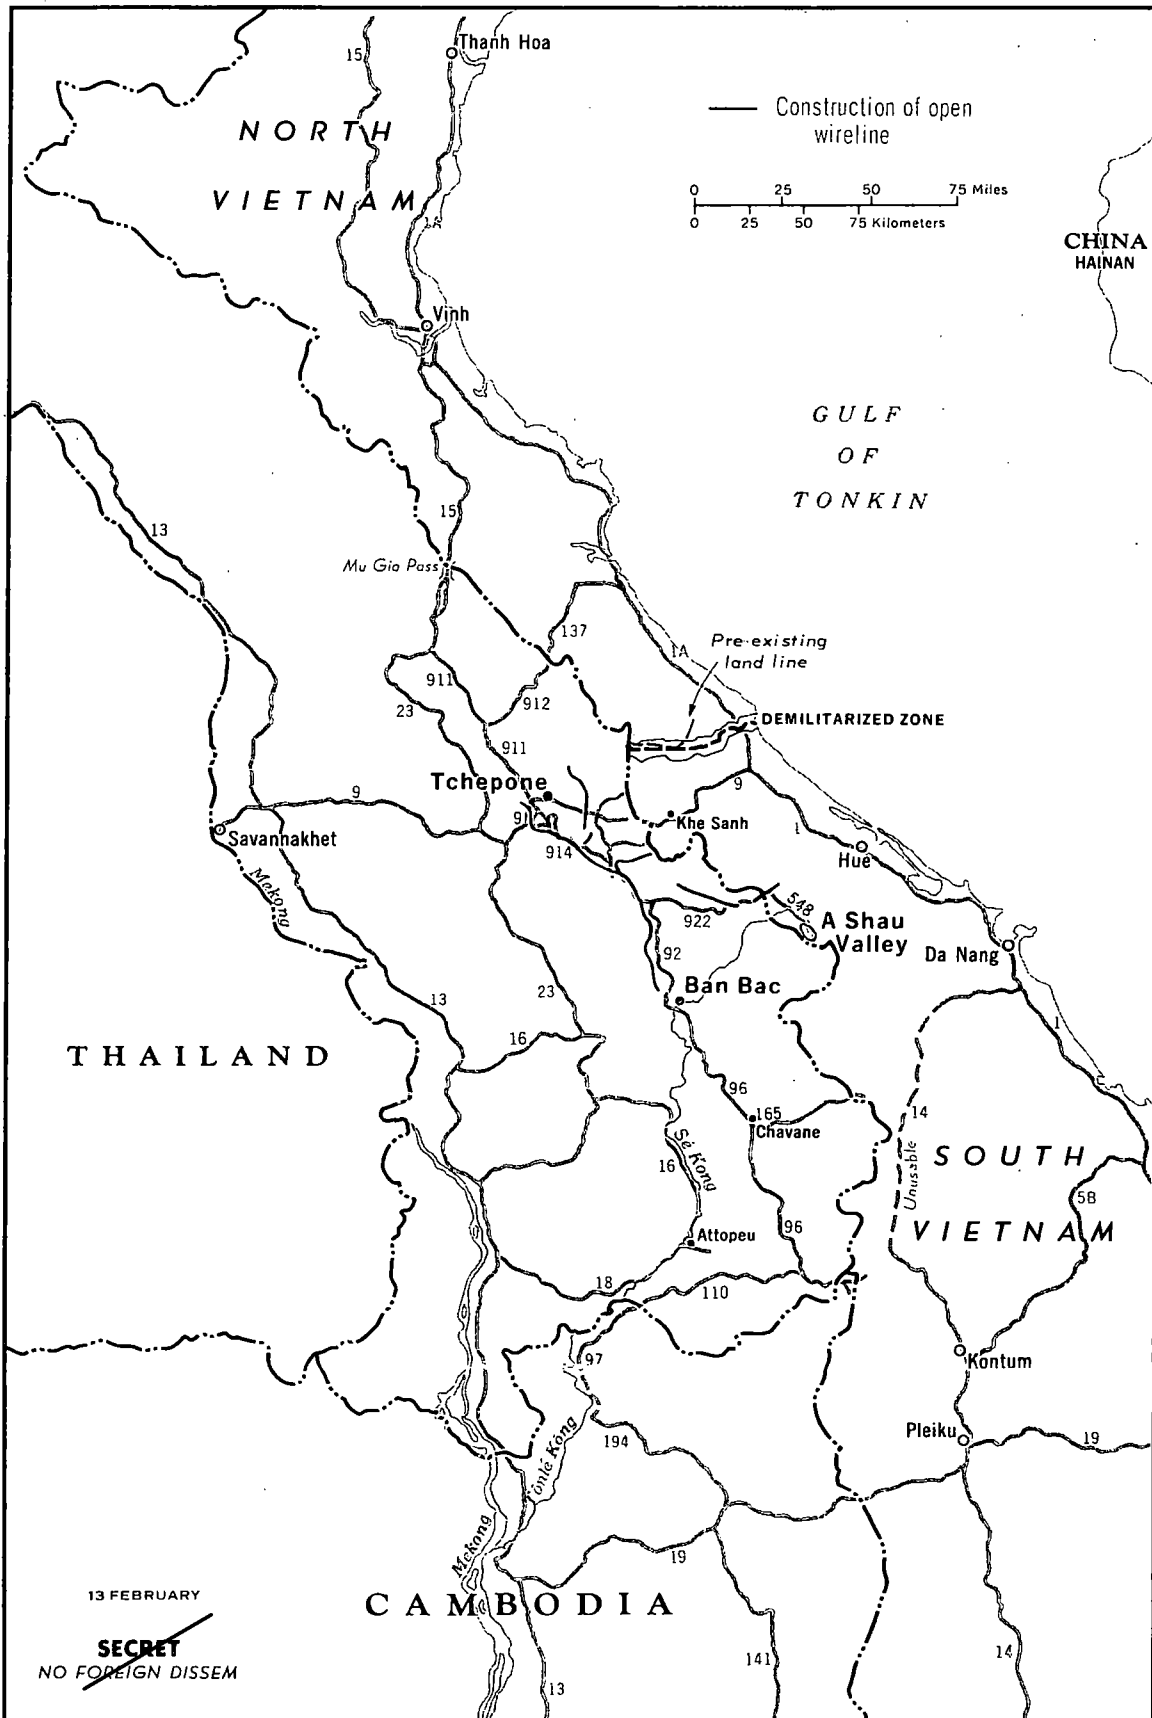 Thanh Hoa
15
NORTH
VIETNAM
1A
Construction of open
wireline
0 25 50 75 Miles
0 25 50 75 Kilometers
CHINA
HAINAN
Vinh
GULF
OF
TONKIN
13
15
Mu Gia Pass
137
1A
Pre-existing
land line
911
912
23
DEMILITARIZED ZONE
911
Tchepone
9
9
91
Khe Sanh
Savannakhet
914
1
Hué
Mekong
548
922
A Shau
Valley
92
Da Nang
Ban Bac
23
13
1
16
THAILAND
96
14
165
Chavane
Sé Kong
SOUTH
16
Unusable
5B
96
VIETNAM
Attopeu
18
110
97
Kontum
Pleiku
194
19
Tônlé Kông
Mekong
19
13 FEBRUARY
CAMBODIA
SECRET
NO FOREIGN DISSEM
141
14
13